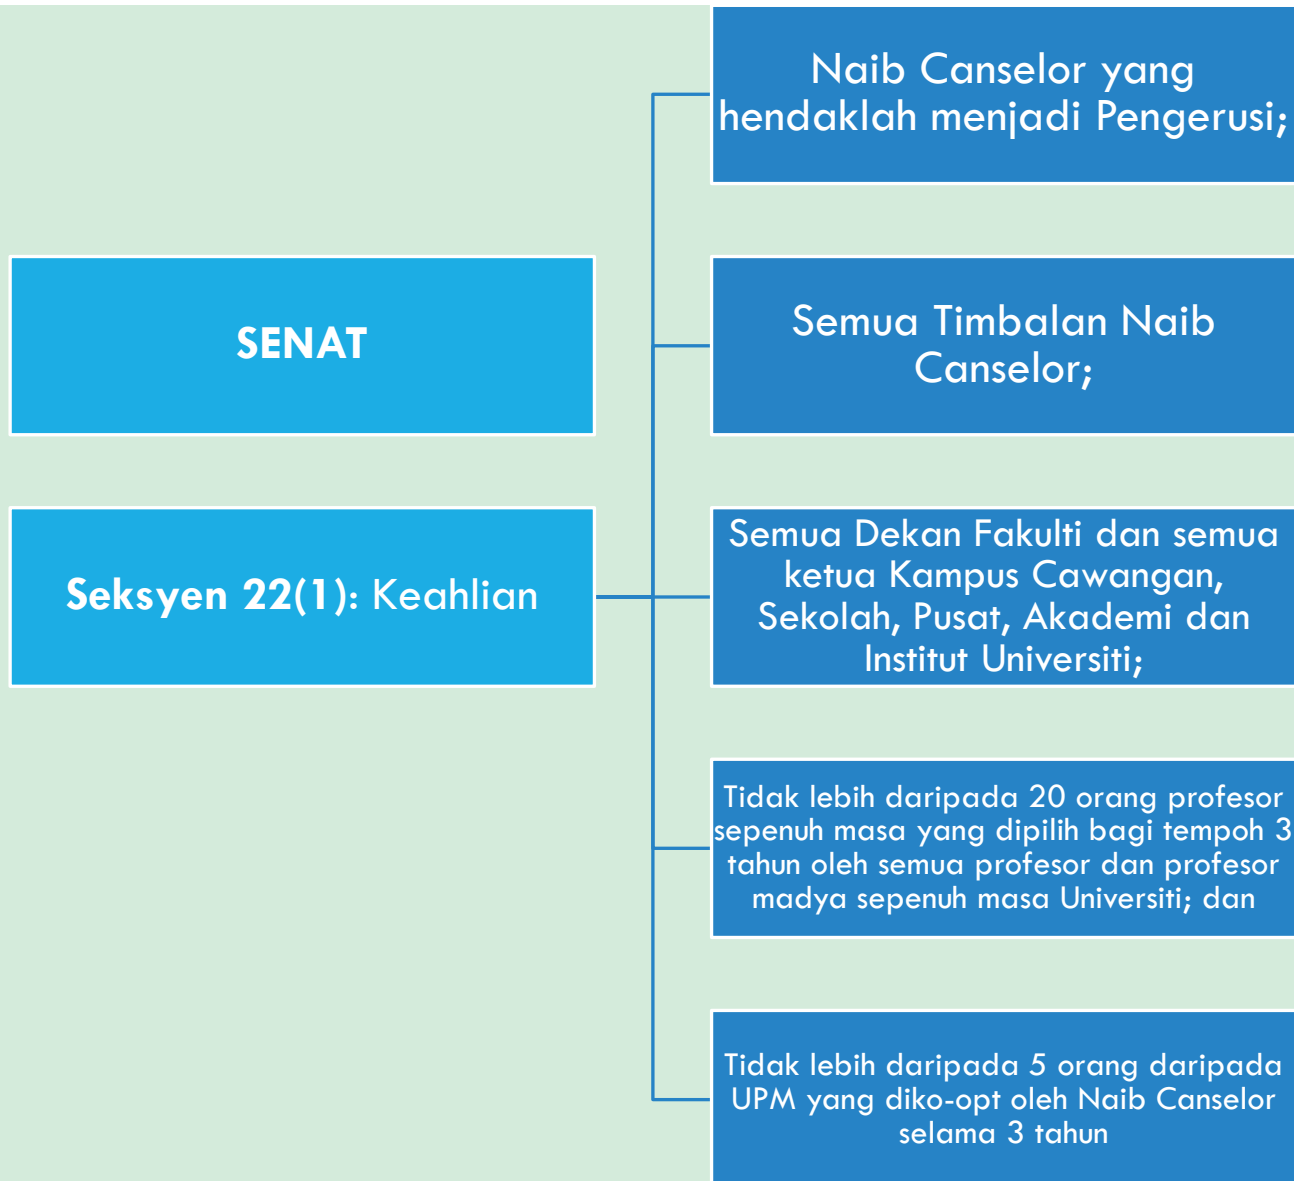 SENAT
Seksyen 22(1): Keahlian
Naib Canselor yang
hendaklah menjadi Pengerusi;
Semua Timbalan Naib
Canselor;
Semua Dekan Fakulti dan semua
ketua Kampus Cawangan,
Sekolah, Pusat, Akademi dan
Institut Universiti;
Tidak lebih daripada 20 orang profesor
sepenuh masa yang dipilih bagi tempoh 3
tahun oleh semua profesor dan profesor
madya sepenuh masa Universiti; dan
Tidak lebih daripada 5 orang daripada
UPM yang diko-opt oleh Naib Canselor
selama 3 tahun